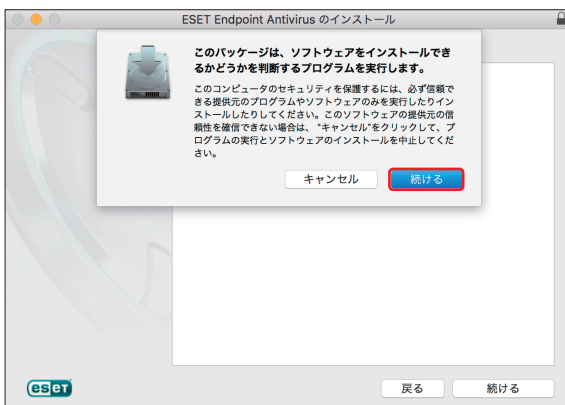 ESET Endpoint Antivirus のインストール
このパッケージは、ソフトウェアをインストールでき
るかどうかを判断するプログラムを実行します。
このコンピュータのセキュリティを保護するには、必ず信頼で
きる提供元のプログラムやソフトウェアのみを実行したりイン
ストールしたりしてください。このソフトウェアの提供元の信
頼性を確信できない場合は、“キャンセル”をクリックして、プ
ログラムの実行とソフトウェアのインストールを中止してくだ
さい。
キャンセル 続ける
eset
戻る 続ける